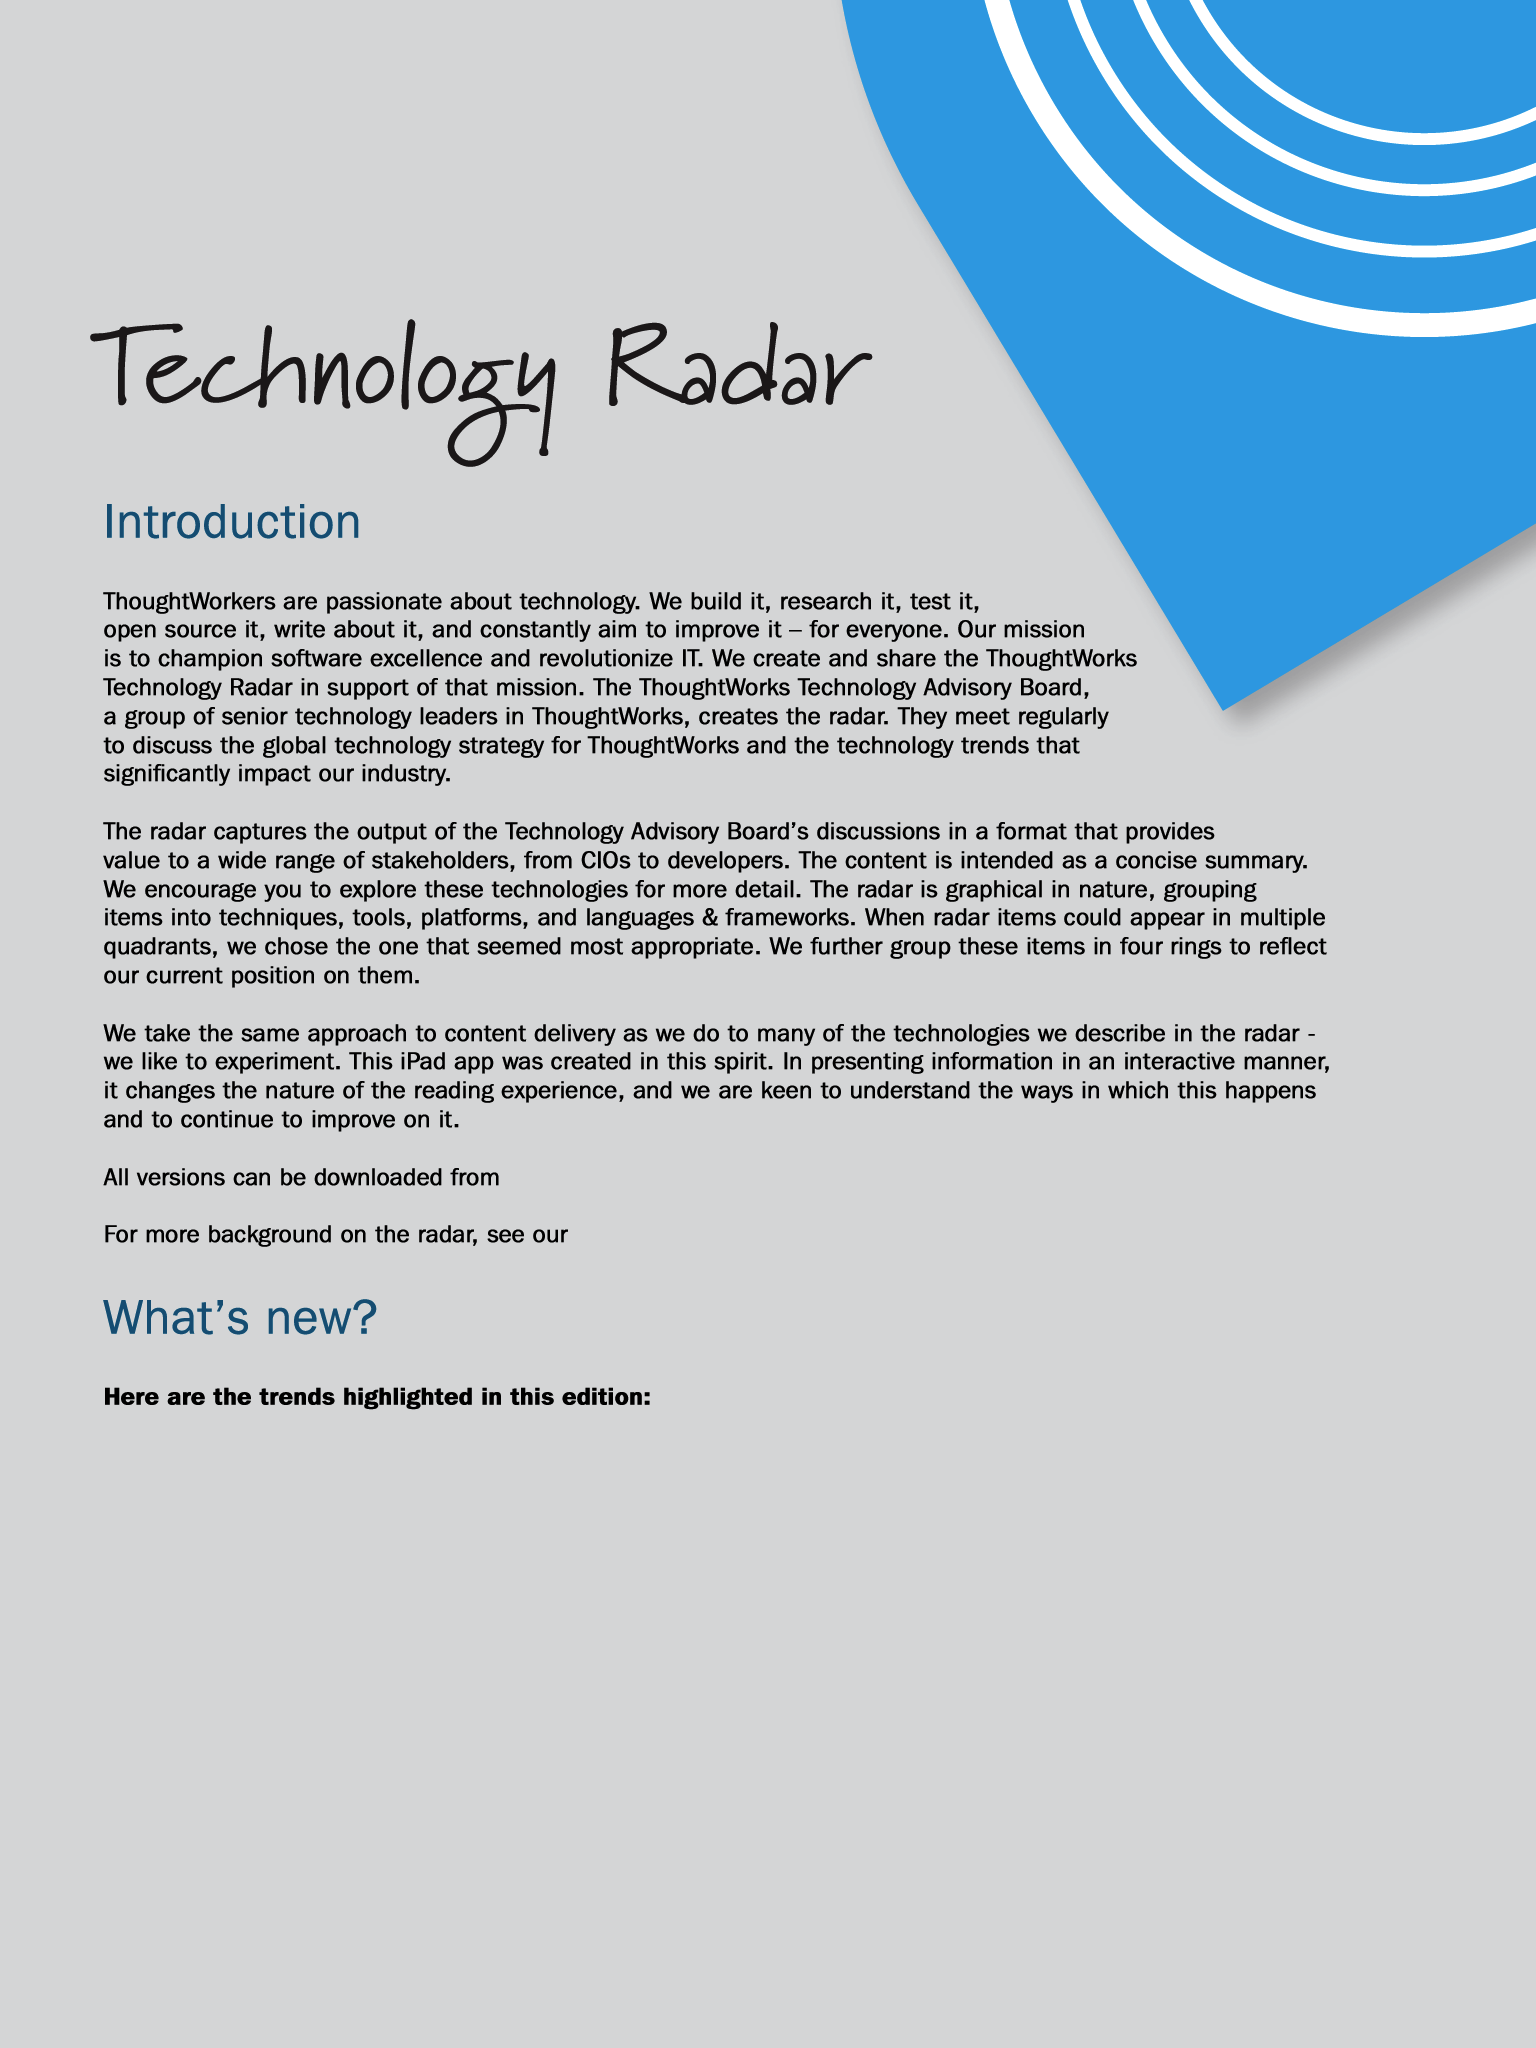 Technology Radar
Introduction
ThoughtWorkers are passionate about technology. We build it, research it, test it,
open source it, write about it, and constantly aim to improve it – for everyone. Our mission
is to champion software excellence and revolutionize IT. We create and share the ThoughtWorks
Technology Radar in support of that mission. The ThoughtWorks Technology Advisory Board,
a group of senior technology leaders in ThoughtWorks, creates the radar. They meet regularly
to discuss the global technology strategy for ThoughtWorks and the technology trends that
significantly impact our industry.
The radar captures the output of the Technology Advisory Board’s discussions in a format that provides
value to a wide range of stakeholders, from CIOs to developers. The content is intended as a concise summary.
We encourage you to explore these technologies for more detail. The radar is graphical in nature, grouping
items into techniques, tools, platforms, and languages & frameworks. When radar items could appear in multiple
quadrants, we chose the one that seemed most appropriate. We further group these items in four rings to reflect
our current position on them.
We take the same approach to content delivery as we do to many of the technologies we describe in the radar -
we like to experiment. This iPad app was created in this spirit. In presenting information in an interactive manner,
it changes the nature of the reading experience, and we are keen to understand the ways in which this happens
and to continue to improve on it.
All versions can be downloaded from
For more background on the radar, see our
What’s new?
Here are the trends highlighted in this edition: